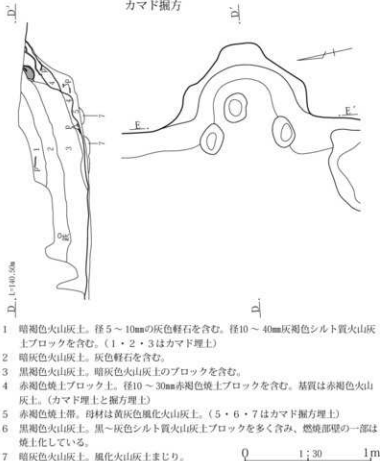 カマド掘方
D'
D'
E
E'
1
2
3
D L=140.50m
D
1 暗褐色火山灰土。径5～10㎜の灰色軽石を含む。径10～40㎜灰褐色シルト質火山灰
土ブロックを含む。（1・2・3はカマド埋土）
2 暗灰色火山灰土。灰色軽石を含む。
3 黒褐色火山灰土。暗灰色火山灰土のブロックを含む。
4 赤褐色焼土ブロック土。径10～30㎜赤褐色焼土ブロックを含む。基質は赤褐色火山
灰土。（カマド埋土と掘方埋土）
5 赤褐色焼土帯。母材は黄灰色風化火山灰土。（5・6・7はカマド掘方埋土）
6 黒褐色火山灰土。黒～灰色シルト質火山灰土ブロックを多く含み、燃焼部壁の一部は
焼土化している。
7 暗灰色火山灰土。風化火山灰土まじり。
0 1:30 1m